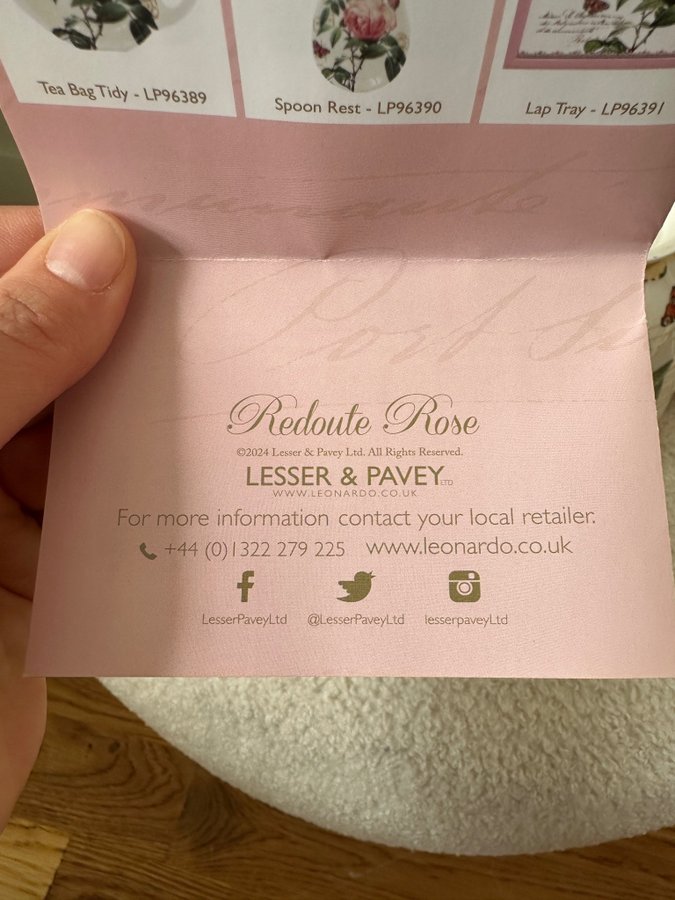 Tea Bag Tidy - LP96389
Spoon Rest - LP96390
Lap Tray - LP96391
Redoute Rose
©2024 Lesser & Pavey Ltd. All Rights Reserved.
LESSER & PAVEY LTD
WWW.LEONARDO.CO.UK
For more information contact your local retailer.
+44 (0)1322 279 225 www.leonardo.co.uk
LesserPaveyLtd @LesserPaveyLtd lesserpaveyLtd